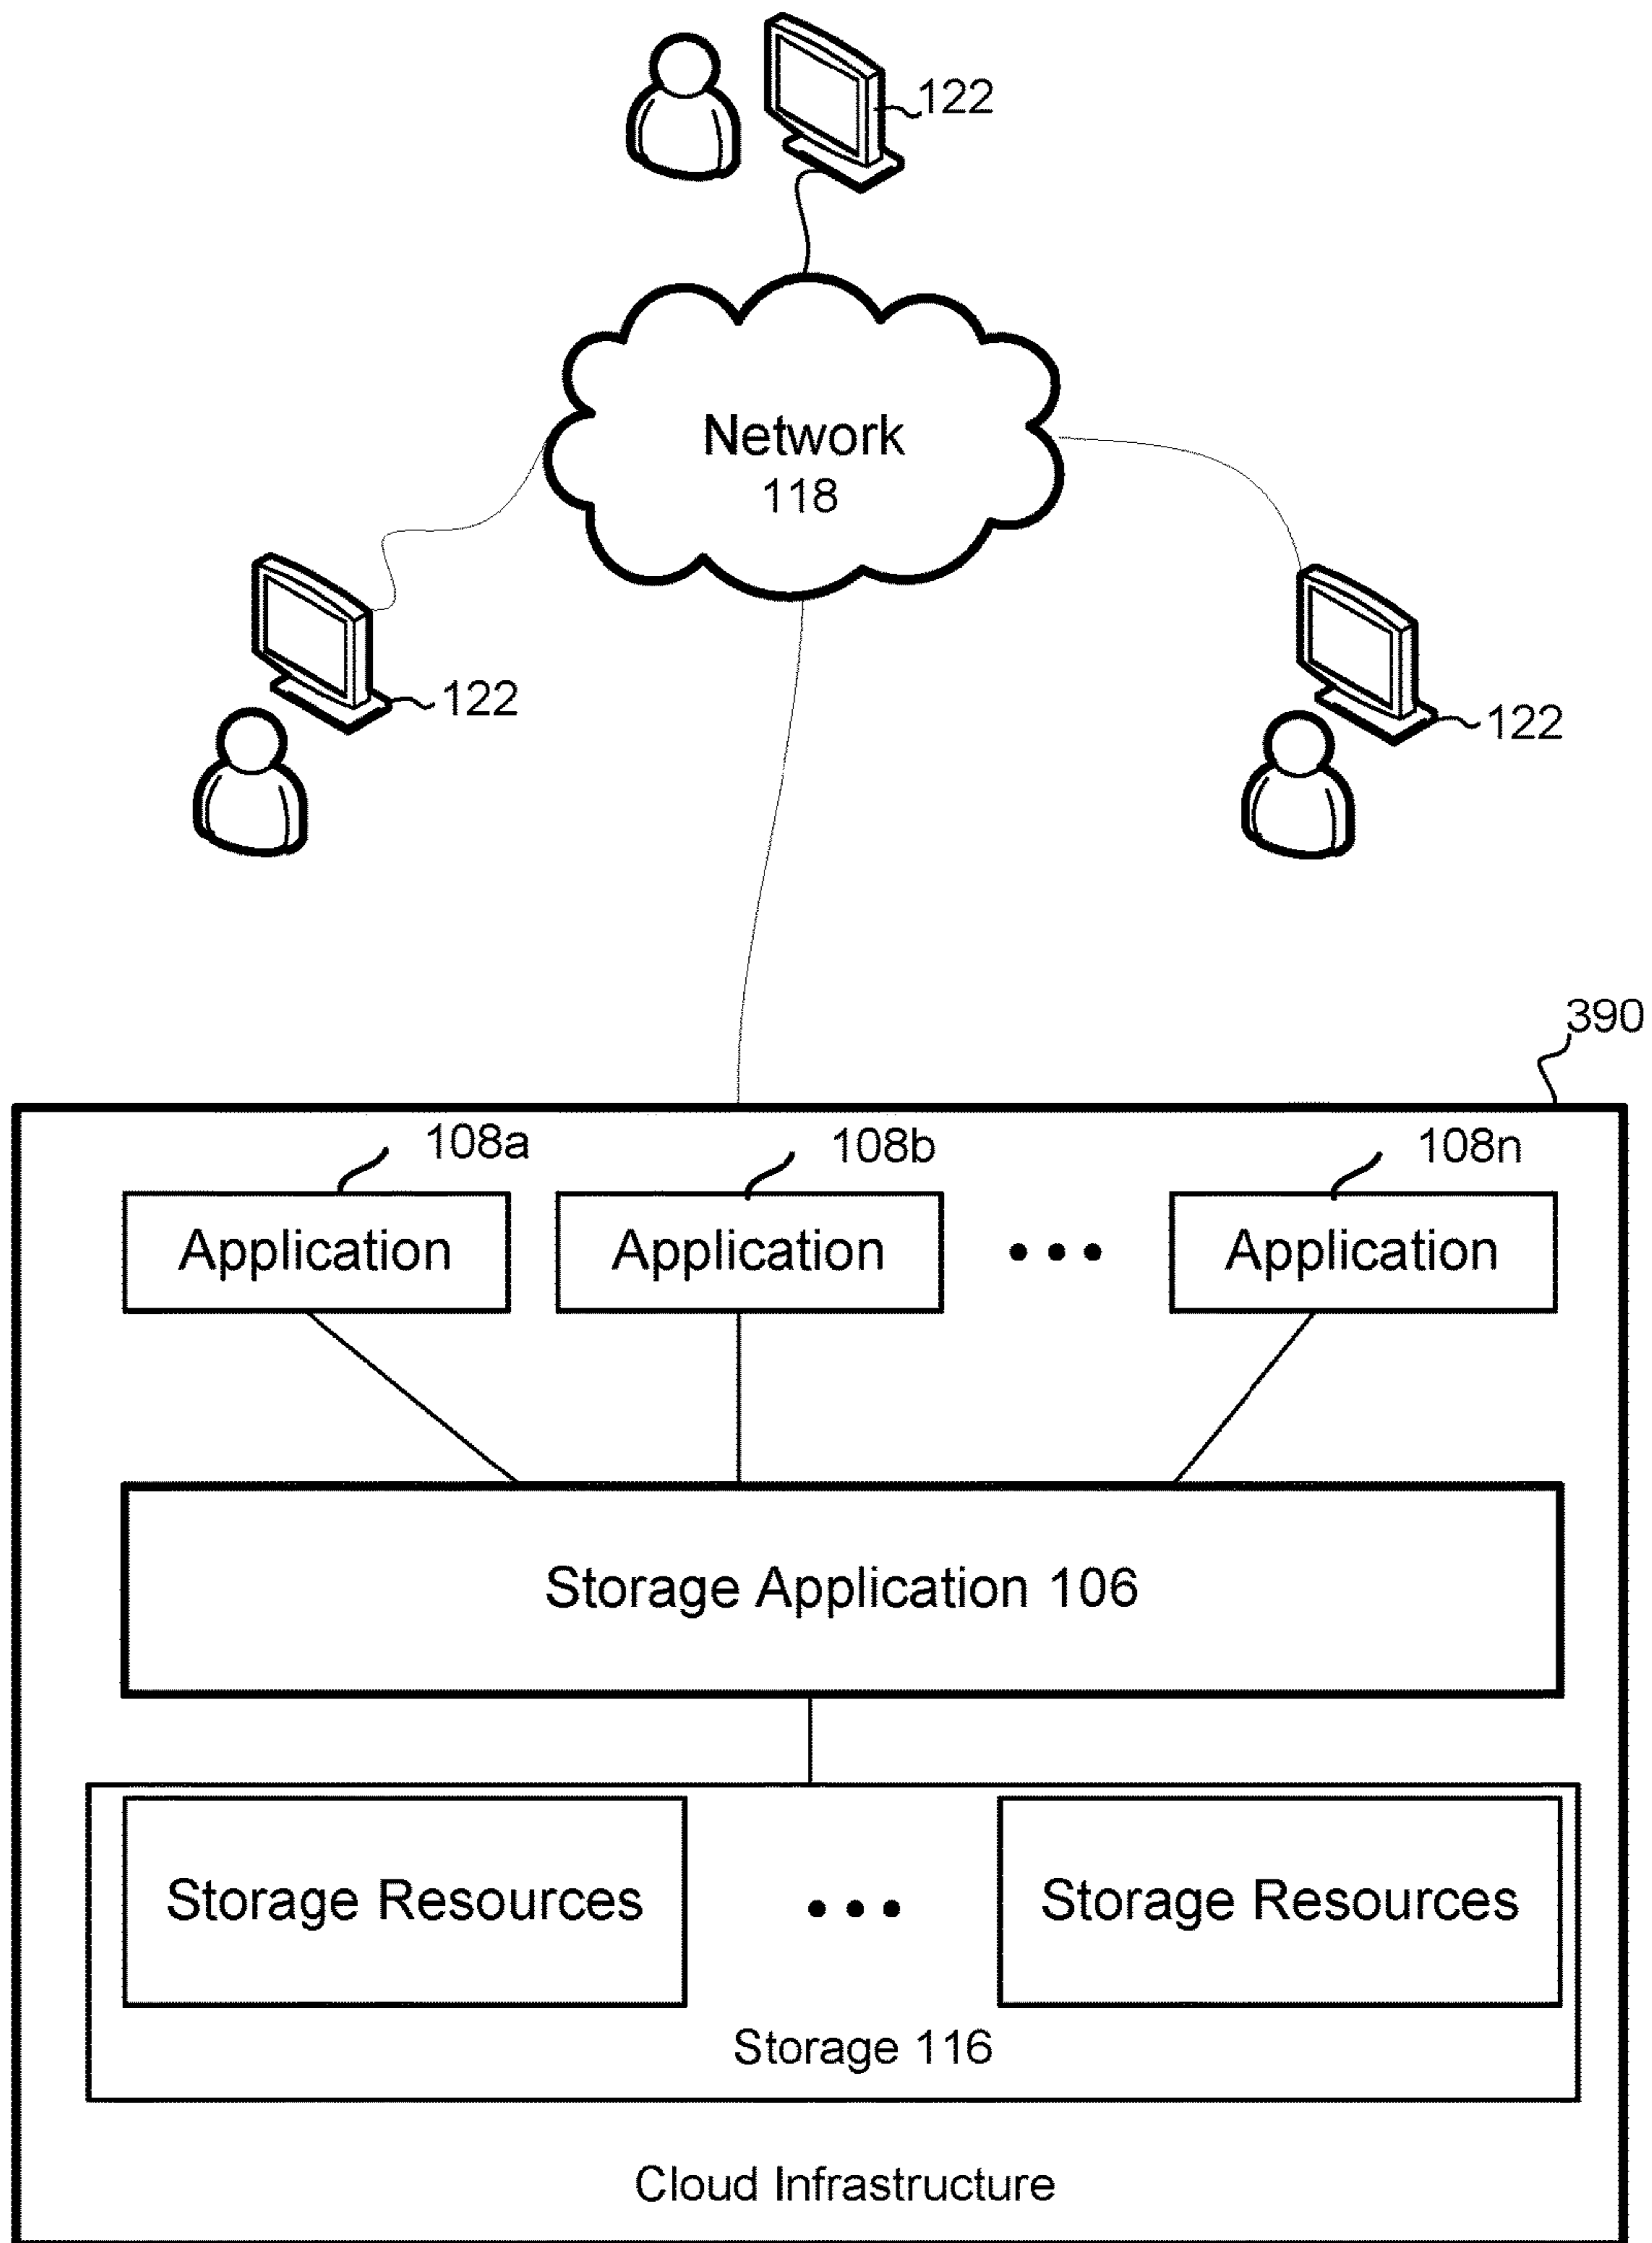 122
Network
118
122
122
390
108a
108b
108n
Application
Application
Application
Storage Application 106
Storage Resources
Storage Resources
Storage 116
Cloud Infrastructure